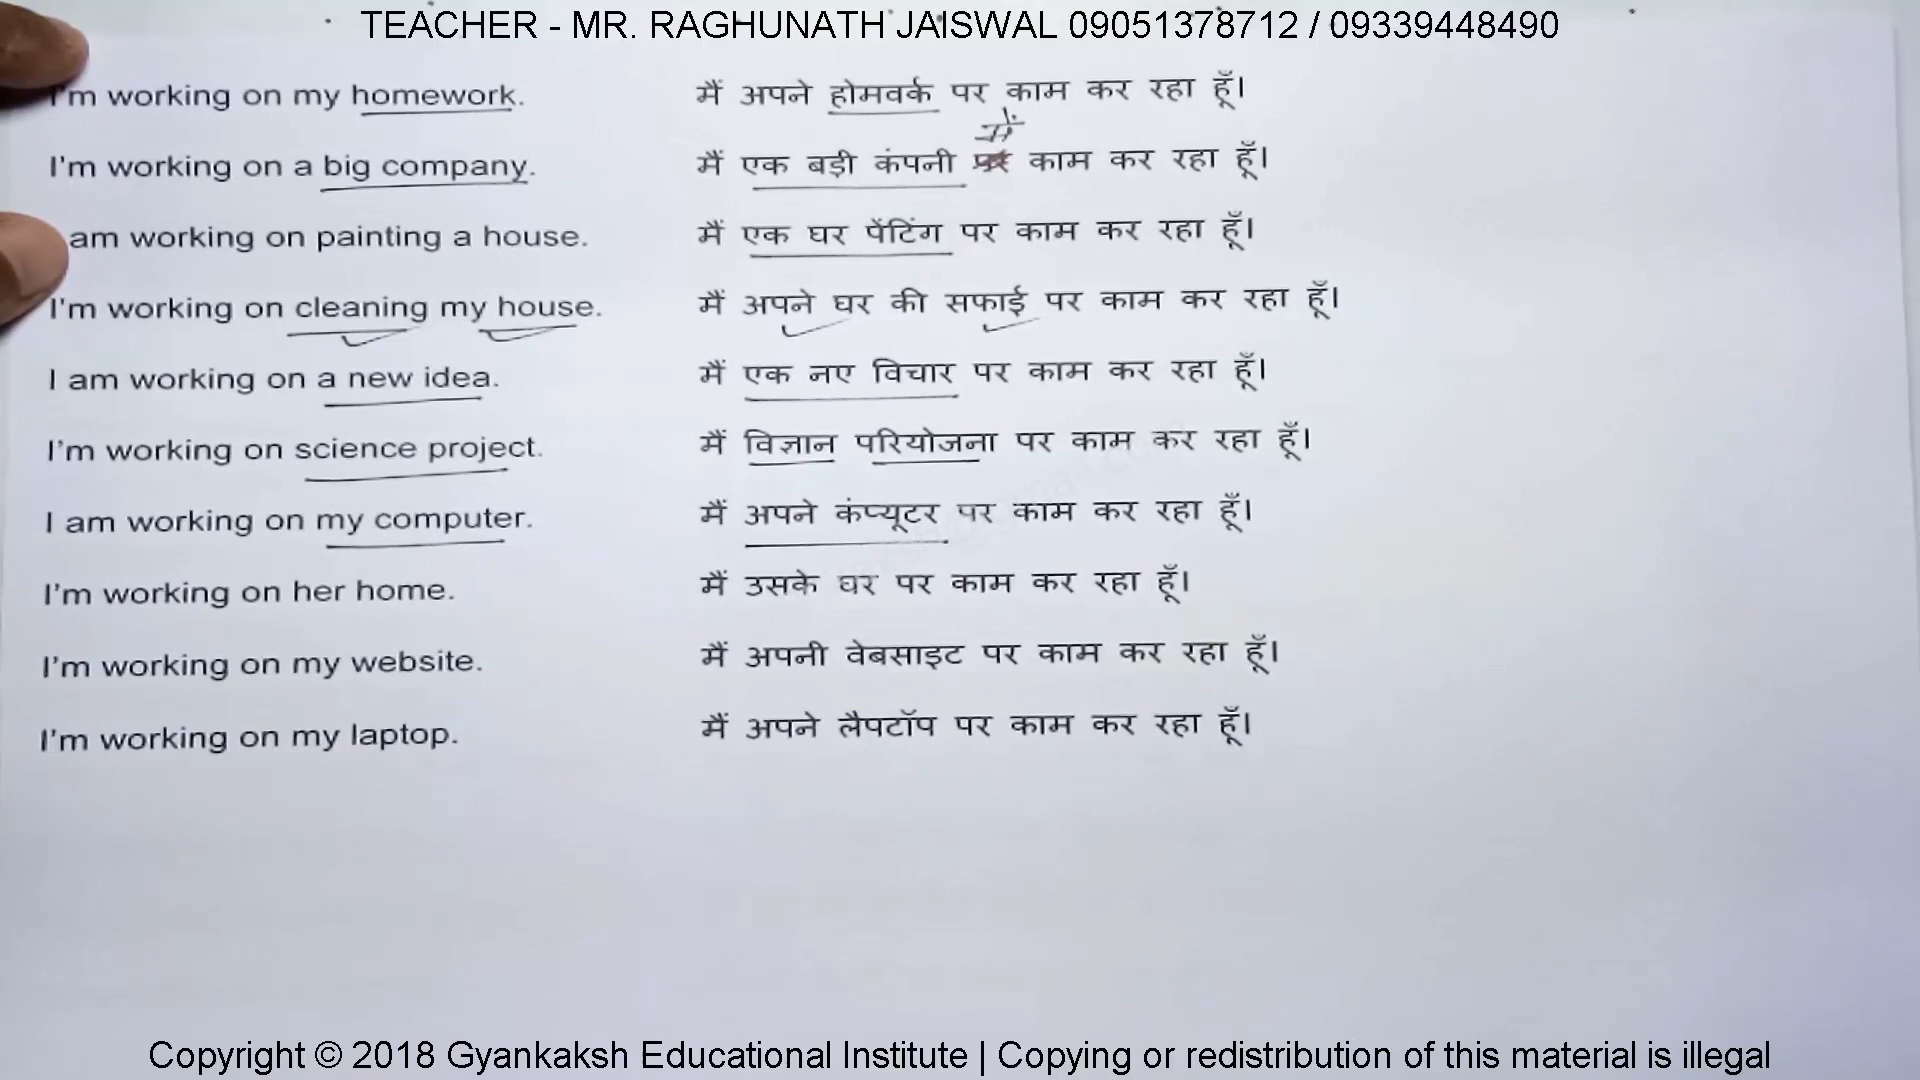 TEACHER - MR. RAGHUNATH JAISWAL 09051378712 / 09339448490
I'm working on my homework. मैं अपने होमवर्क पर काम कर रहा हूँ।
में
I'm working on a big company. मैं एक बड़ी कंपनी पर काम कर रहा हूँ।
am working on painting a house. मैं एक घर पेंटिंग पर काम कर रहा हूँ।
I'm working on cleaning my house. मैं अपने घर की सफाई पर काम कर रहा हूँ।
I am working on a new idea. मैं एक नए विचार पर काम कर रहा हूँ।
I'm working on science project. मैं विज्ञान परियोजना पर काम कर रहा हूँ।
I am working on my computer. मैं अपने कंप्यूटर पर काम कर रहा हूँ।
I'm working on her home. मैं उसके घर पर काम कर रहा हूँ।
I'm working on my website. मैं अपनी वेबसाइट पर काम कर रहा हूँ।
I'm working on my laptop. मैं अपने लैपटॉप पर काम कर रहा हूँ।
Copyright © 2018 Gyankaksh Educational Institute | Copying or redistribution of this material is illegal